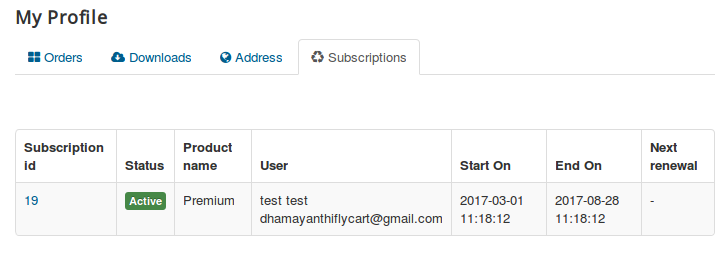 My Profile
Orders Downloads Address Subscriptions
Subscription id Status Product name User Start On End On Next renewal
19 Active Premium test test dhamayanthiflycart@gmail.com 2017-03-01 11:18:12 2017-08-28 11:18:12 -